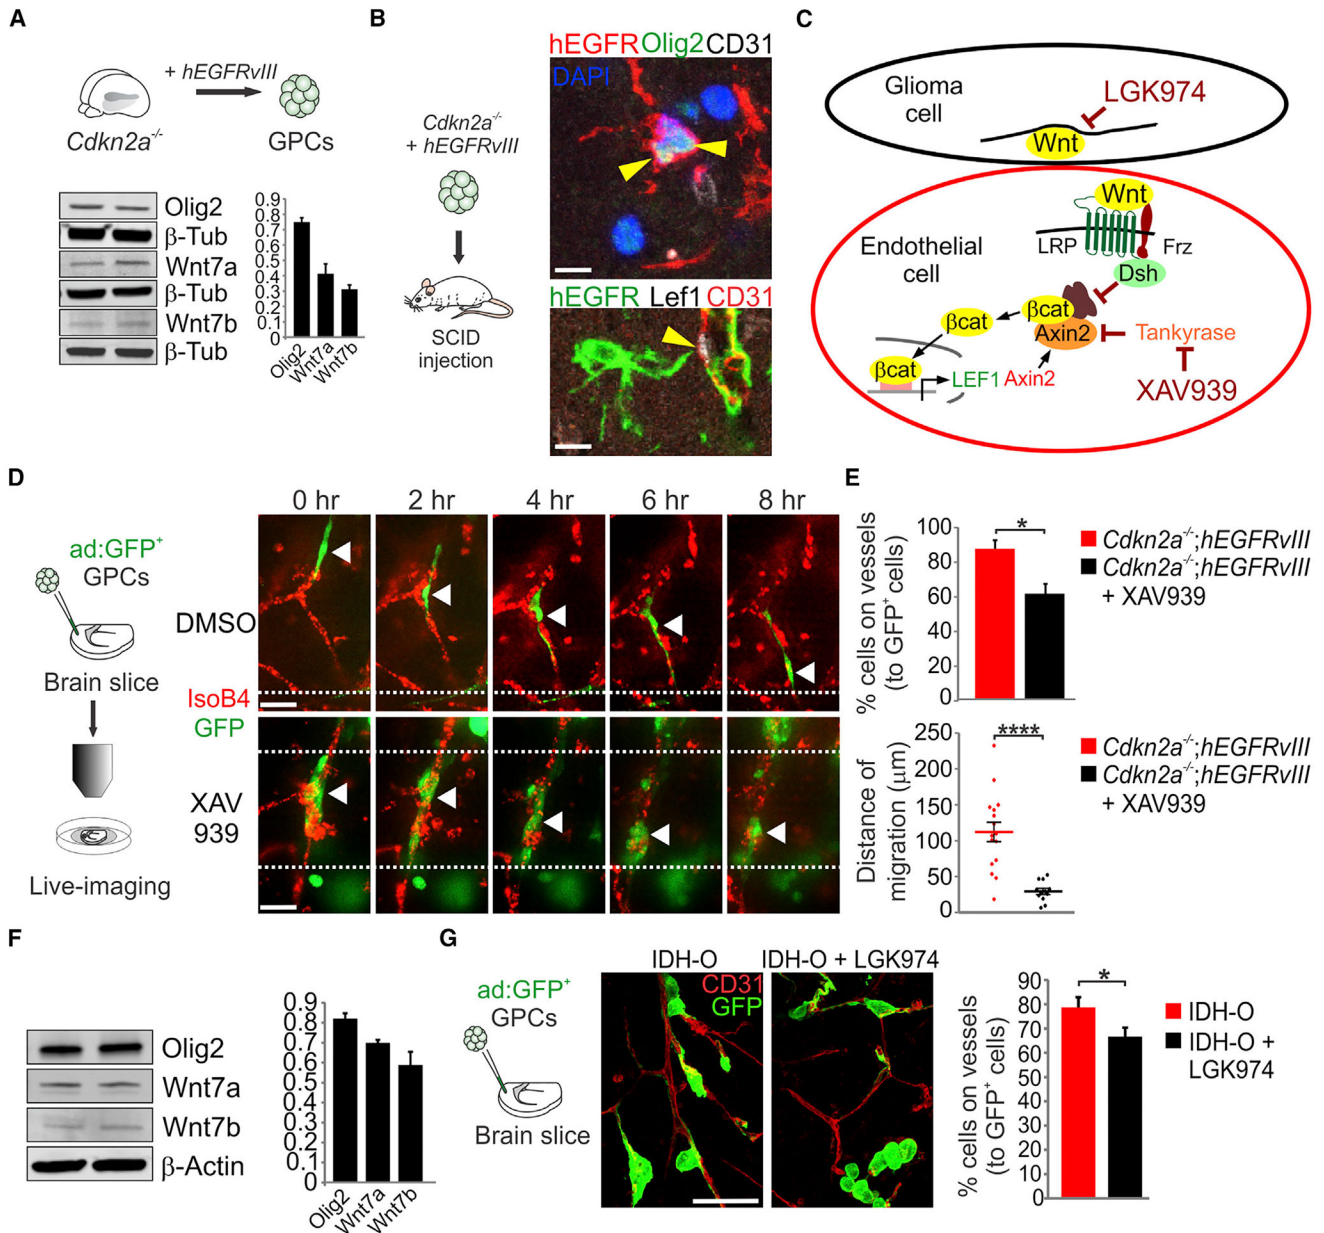 A
+ hEGFRvIII
Cdkn2a-/-
GPCs
Olig2
β-Tub
Wnt7a
β-Tub
Wnt7b
β-Tub
0.9
0.8
0.7
0.6
0.5
0.4
0.3
0.2
0.1
0
Olig2
Wnt7a
Wnt7b
B
Cdkn2a-/-
+ hEGFRvIII
SCID
injection
hEGFR Olig2 CD31
DAPI
hEGFR Lef1 CD31
C
Glioma
cell
LGK974
Wnt
Wnt
Endothelial
cell
LRP
Frz
Dsh
βcat
βcat
Axin2
Tankyrase
βcat
LEF1 Axin2
XAV939
D
0 hr 2 hr 4 hr 6 hr 8 hr
ad:GFP+
GPCs
Brain slice
Live-imaging
DMSO
IsoB4
GFP
XAV
939
E
% cells on vessels
(to GFP+ cells)
100
80
60
40
20
0
*
Cdkn2a-/-;hEGFRvIII
Cdkn2a-/-;hEGFRvIII
+ XAV939
Distance of
migration (μm)
250
200
150
100
50
0
****
Cdkn2a-/-;hEGFRvIII
Cdkn2a-/-;hEGFRvIII
+ XAV939
F
Olig2
Wnt7a
Wnt7b
β-Actin
0.9
0.8
0.7
0.6
0.5
0.4
0.3
0.2
0.1
0
Olig2
Wnt7a
Wnt7b
G
ad:GFP+
GPCs
Brain slice
IDH-O
IDH-O + LGK974
CD31
GFP
% cells on vessels
(to GFP+ cells)
90
80
70
60
50
40
30
20
10
0
*
IDH-O
IDH-O +
LGK974